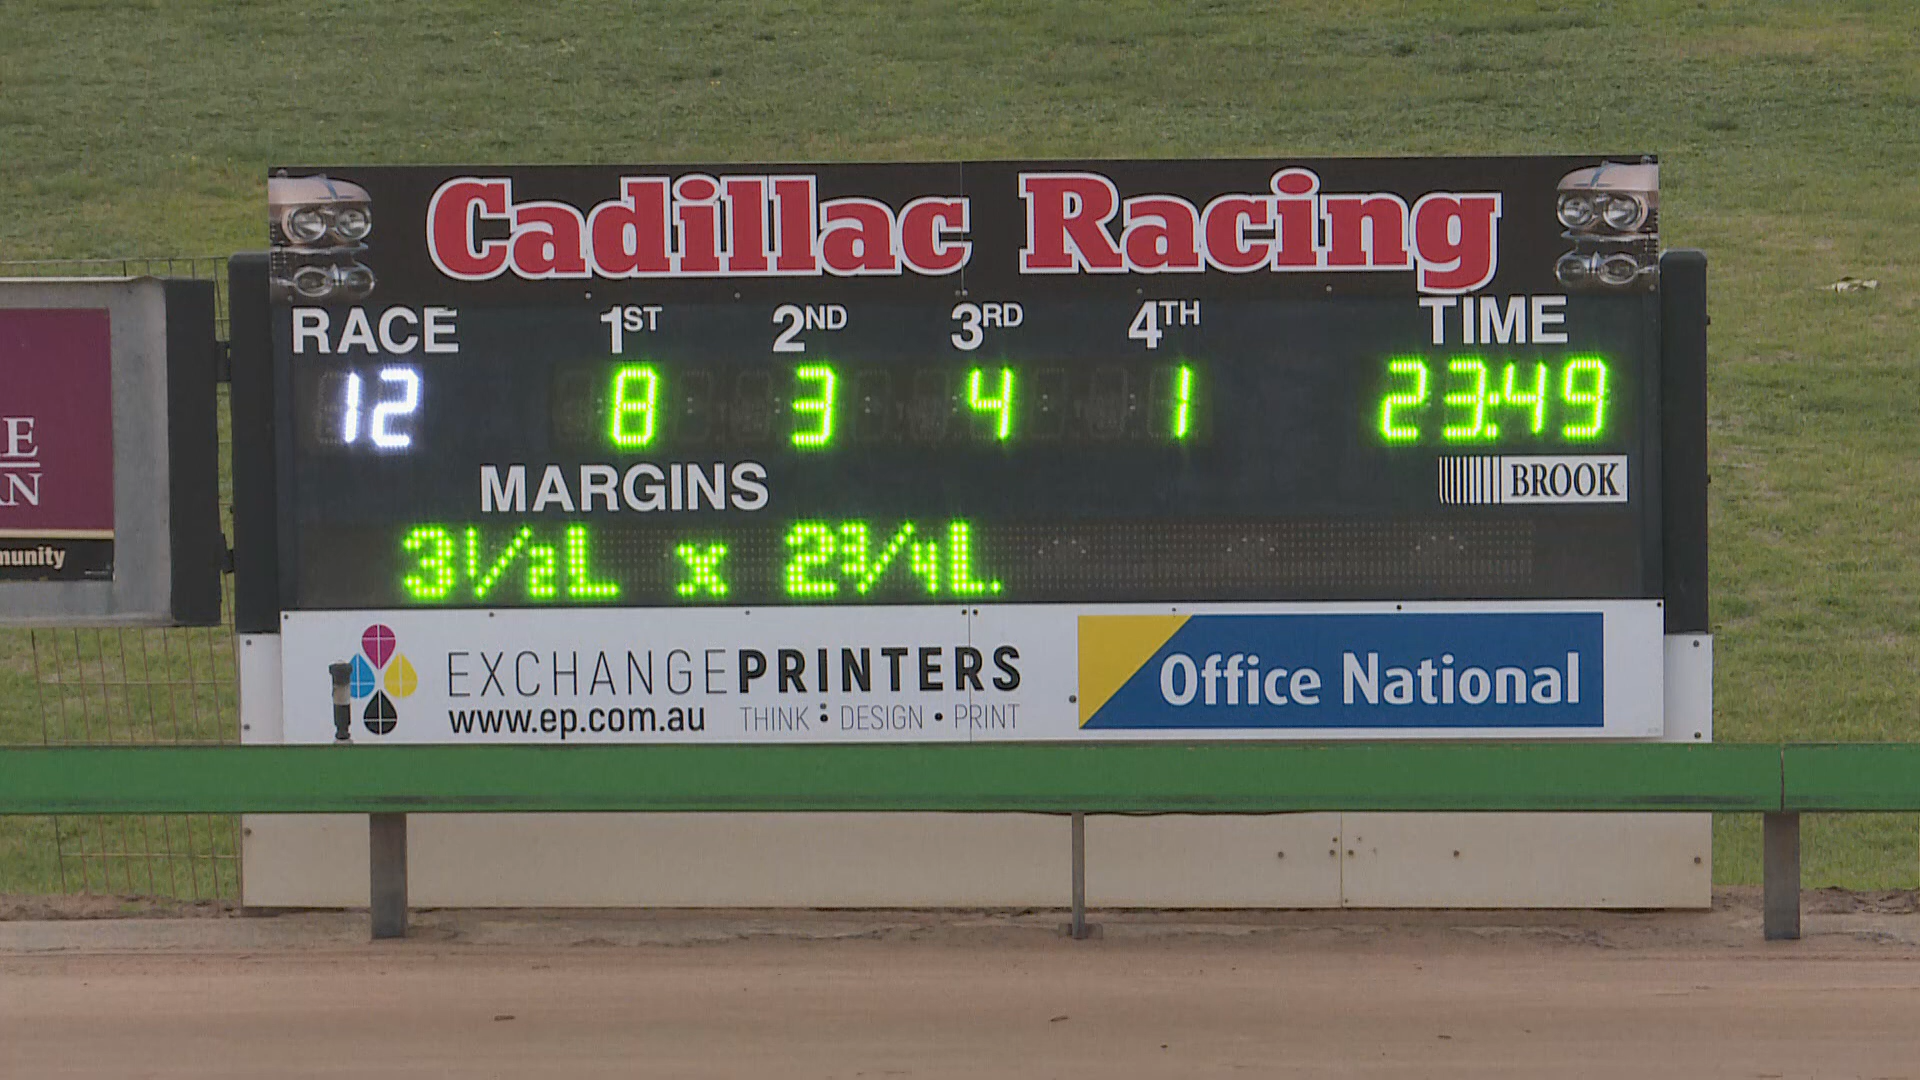 Cadillac Racing
RACE 1ST 2ND 3RD 4TH TIME
12 8 3 4 1 23:49
MARGINS
BROOK
3½L x 2¾L.
EXCHANGEPRINTERS
www.ep.com.au THINK : DESIGN • PRINT
Office National